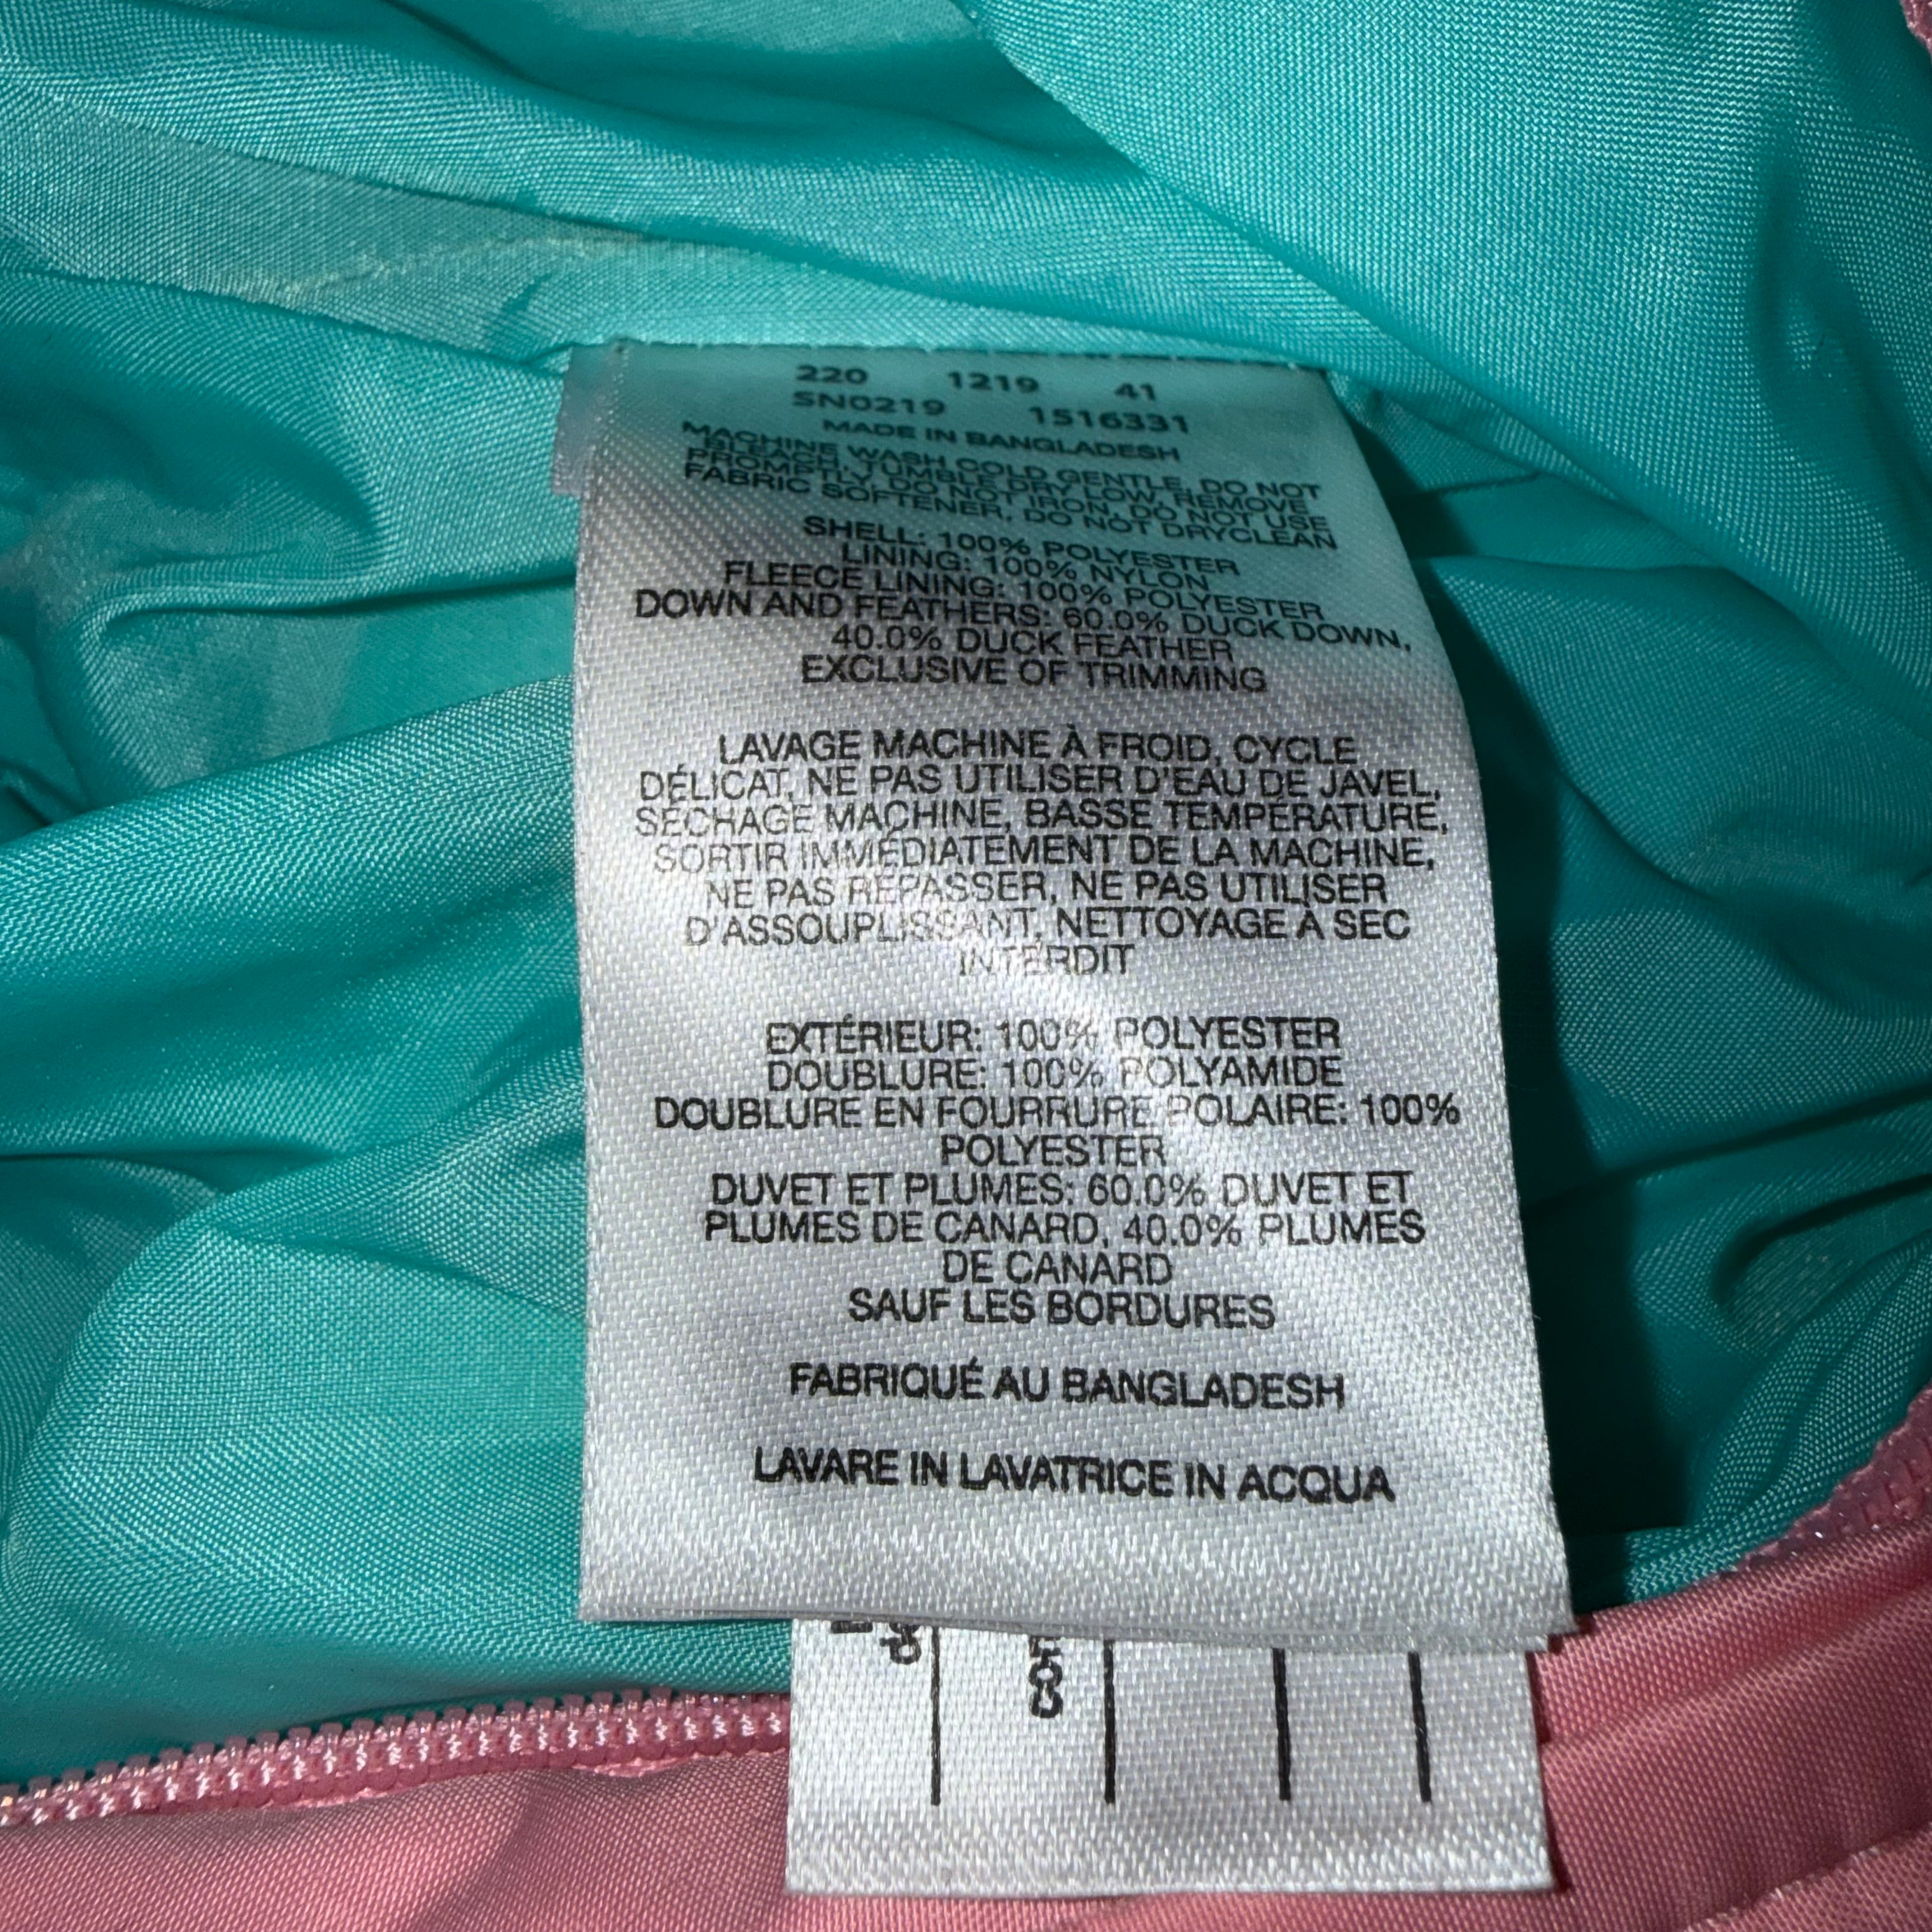 220 1219 41
SN0219 1516331
MADE IN BANGLADESH
MACHINE WASH COLD GENTLE, DO NOT
BLEACH, TUMBLE DRY LOW, REMOVE
PROMPTLY, DO NOT IRON, DO NOT USE
FABRIC SOFTENER, DO NOT DRYCLEAN
SHELL: 100% POLYESTER
LINING: 100% NYLON
FLEECE LINING: 100% POLYESTER
DOWN AND FEATHERS: 60.0% DUCK DOWN,
40.0% DUCK FEATHER
EXCLUSIVE OF TRIMMING
LAVAGE MACHINE À FROID, CYCLE
DÉLICAT, NE PAS UTILISER D'EAU DE JAVEL,
SÉCHAGE MACHINE, BASSE TEMPÉRATURE,
SORTIR IMMÉDIATEMENT DE LA MACHINE,
NE PAS REPASSER, NE PAS UTILISER
D'ASSOUPLISSANT, NETTOYAGE À SEC
INTERDIT
EXTÉRIEUR: 100% POLYESTER
DOUBLURE: 100% POLYAMIDE
DOUBLURE EN FOURRURE POLAIRE: 100%
POLYESTER
DUVET ET PLUMES: 60.0% DUVET ET
PLUMES DE CANARD, 40.0% PLUMES
DE CANARD
SAUF LES BORDURES
FABRIQUÉ AU BANGLADESH
LAVARE IN LAVATRICE IN ACQUA